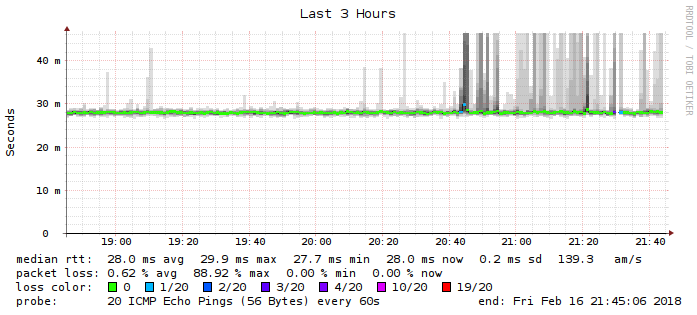 Last 3 Hours
RRDTOOL / TOBI OETIKER
Seconds
40 m
30 m
20 m
10 m
0
19:00 19:20 19:40 20:00 20:20 20:40 21:00 21:20 21:40
median rtt: 28.0 ms avg 29.9 ms max 27.7 ms min 28.0 ms now 0.2 ms sd 139.3 am/s
packet loss: 0.62 % avg 88.92 % max 0.00 % min 0.00 % now
loss color: 0 1/20 2/20 3/20 4/20 10/20 19/20
probe: 20 ICMP Echo Pings (56 Bytes) every 60s end: Fri Feb 16 21:45:06 2018